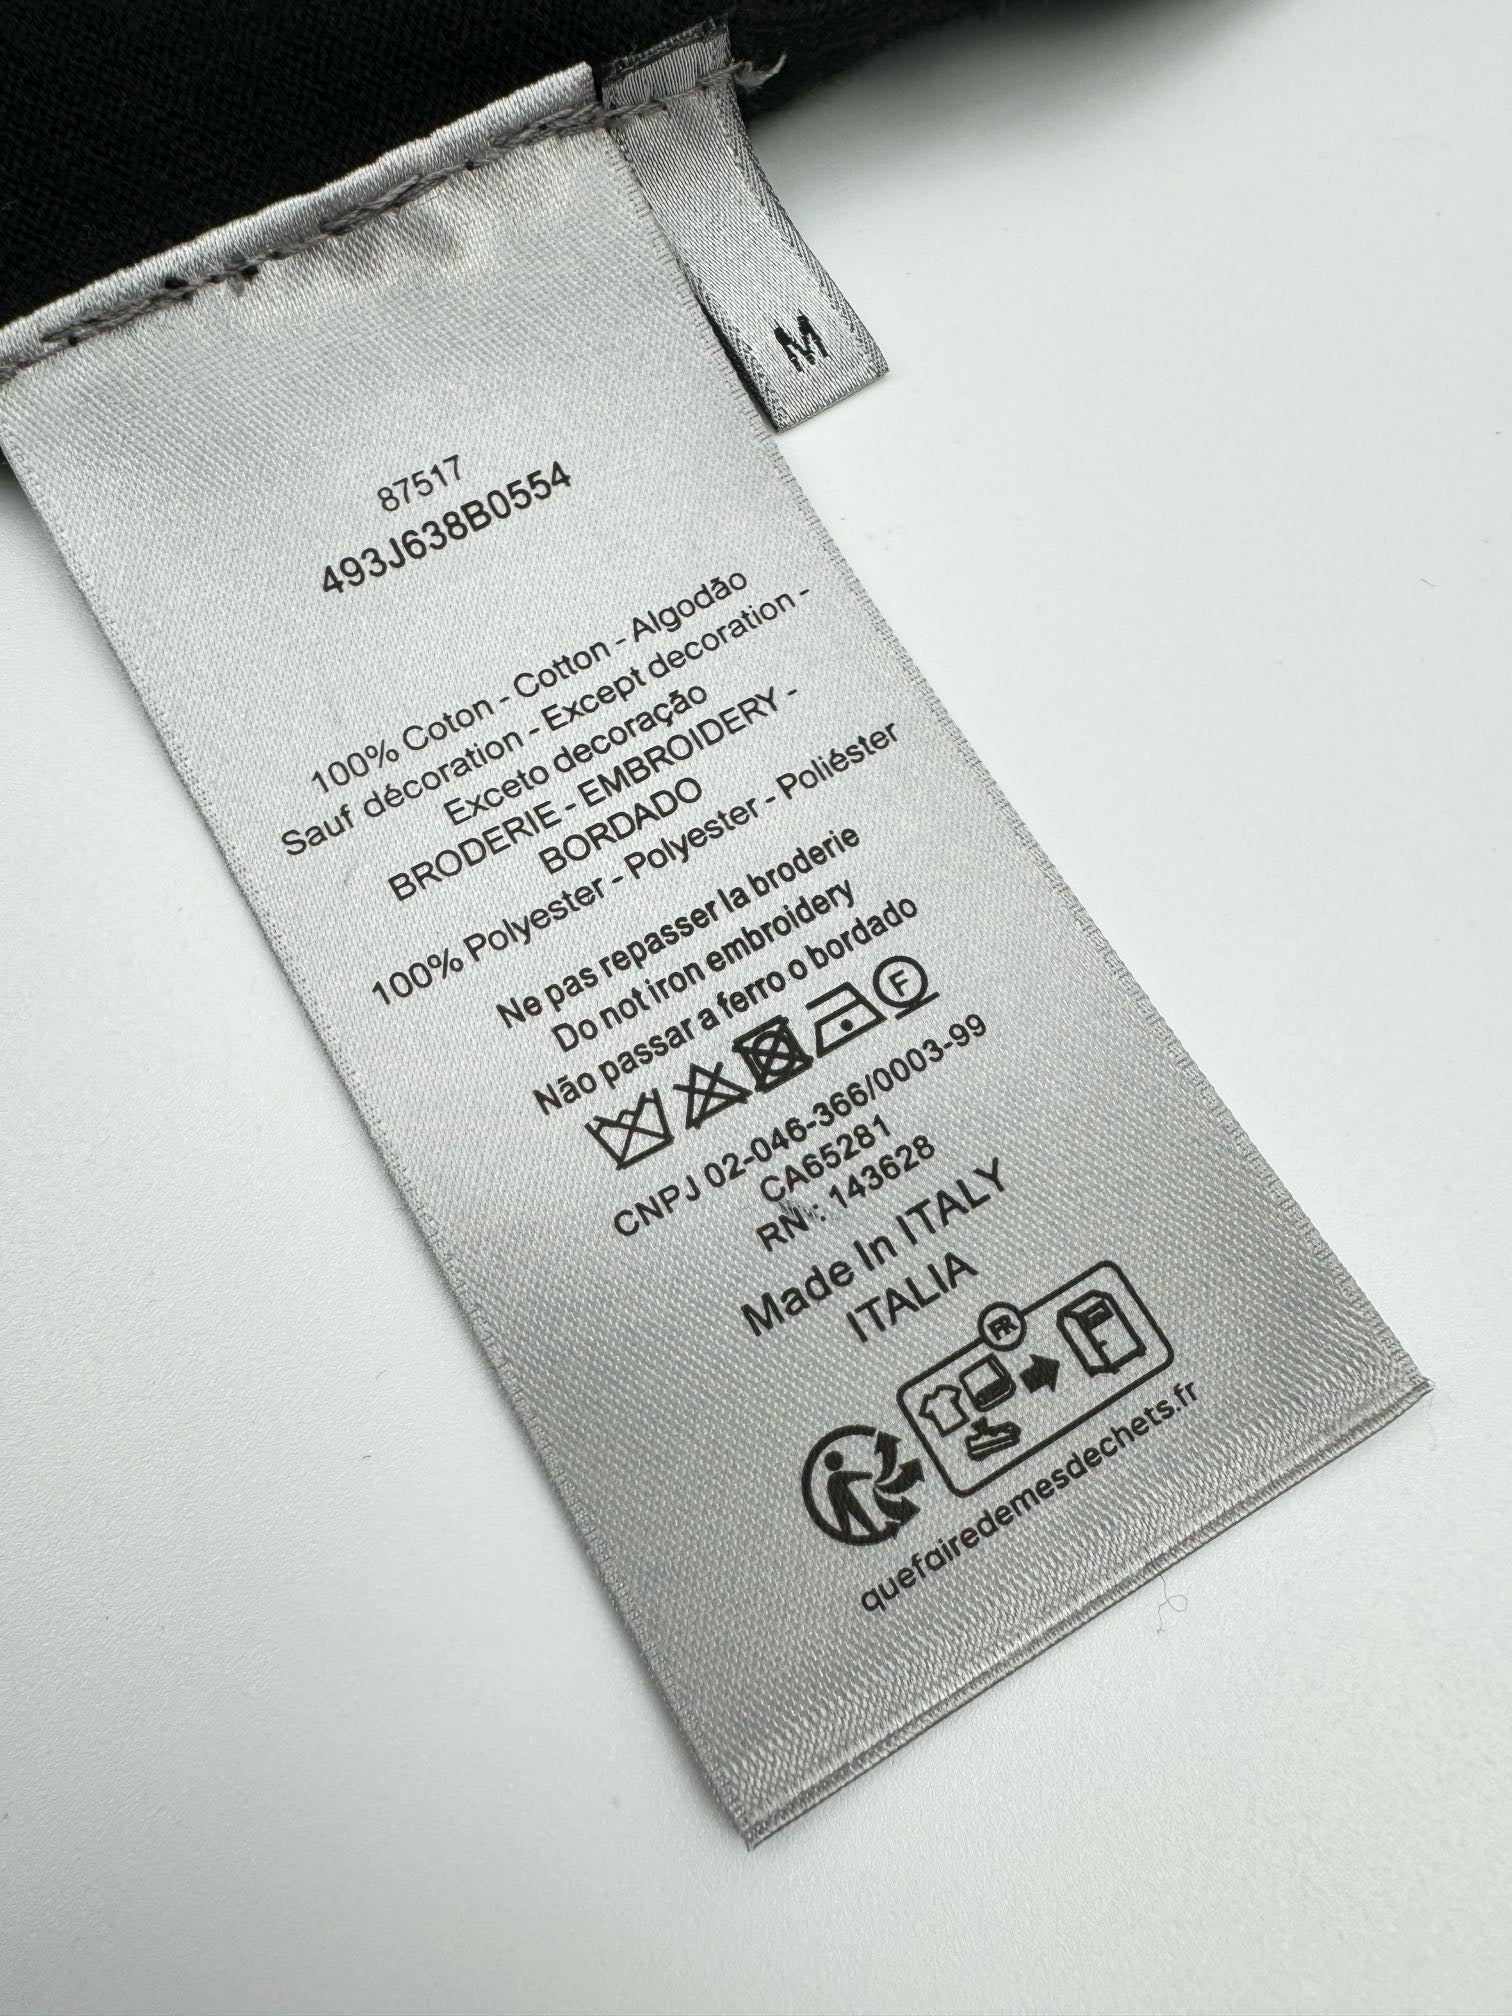 M
87517
493J638B0554
100% Coton - Cotton - Algodão
Sauf décoration - Except decoration -
Exceto decoração
BRODERIE - EMBROIDERY -
BORDADO
100% Polyester - Polyester - Poliéster
Ne pas repasser la broderie
Do not iron embroidery
Não passar a ferro o bordado
F
CNPJ 02-046-366/0003-99
CA65281
RN : 143628
Made In ITALY
ITALIA
FR
quefairedemesdechets.fr